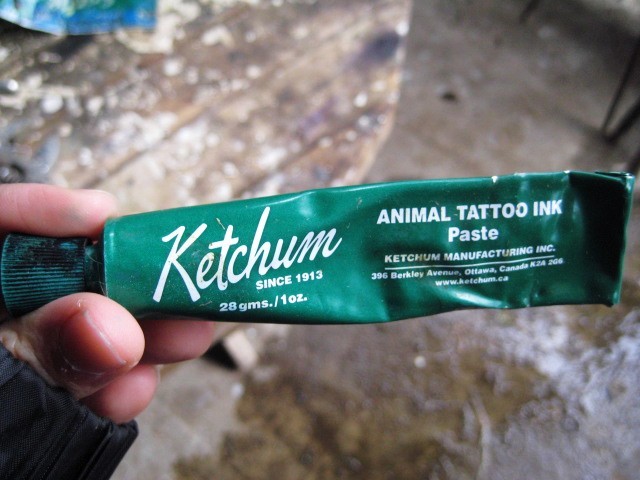 Ketchum
SINCE 1913
28 gms./1oz.
ANIMAL TATTOO INK
Paste
KETCHUM MANUFACTURING INC.
396 Berkley Avenue, Ottawa, Canada K2A 2G6
www.ketchum.ca